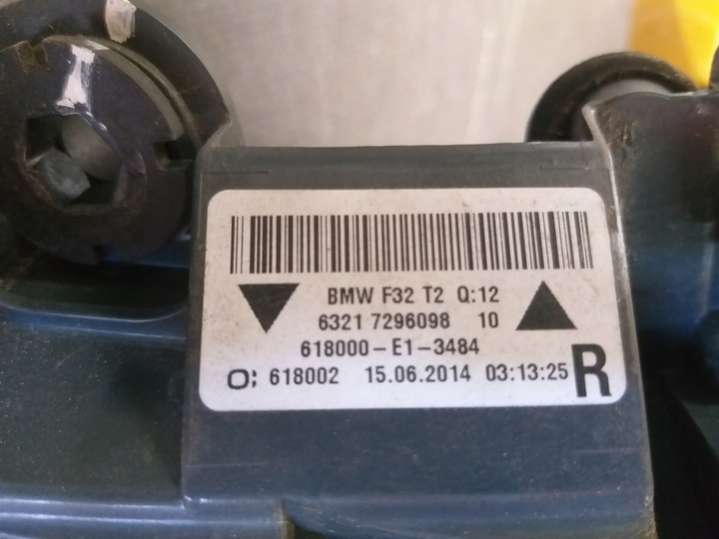 BMW F32 T2 Q:12
6321 7296098 10
618000-E1-3484
O; 618002 15.06.2014 03:13:25 R